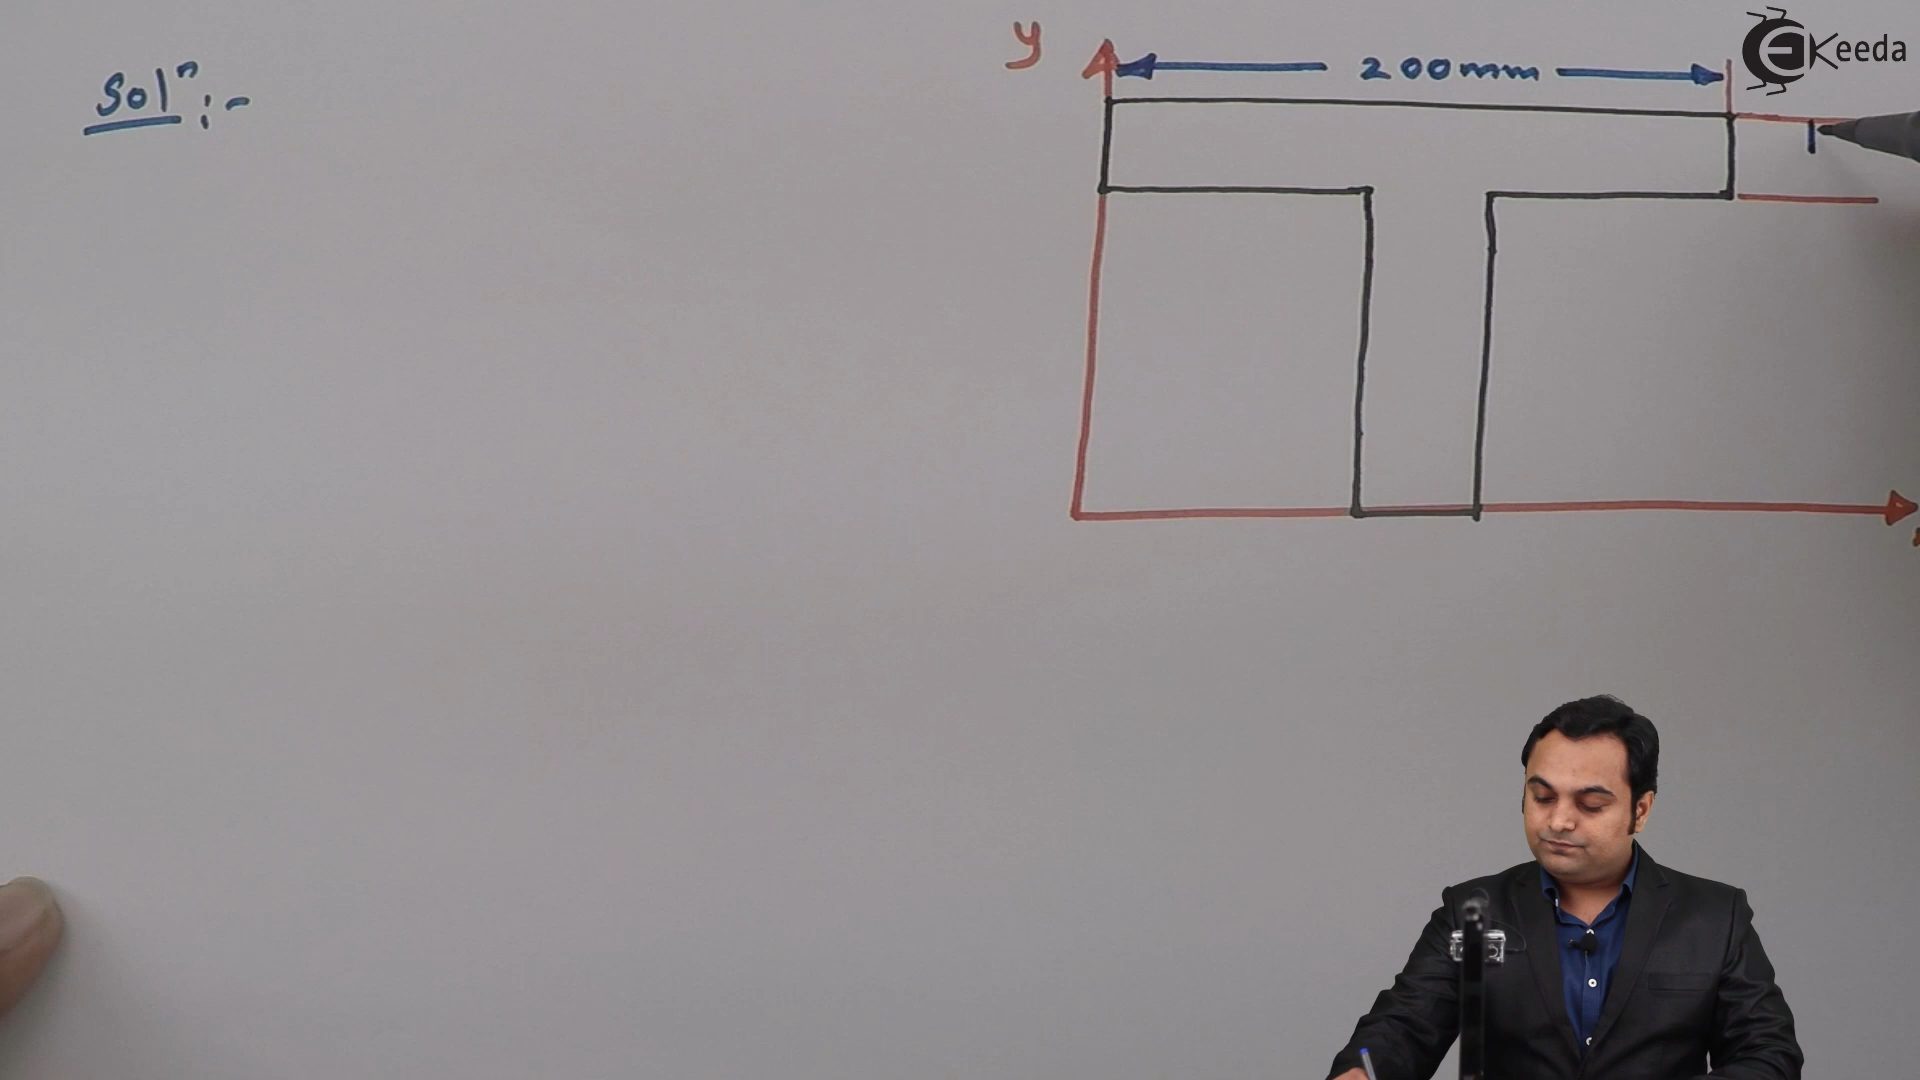 Solⁿ :-
y
200mm
EKeeda